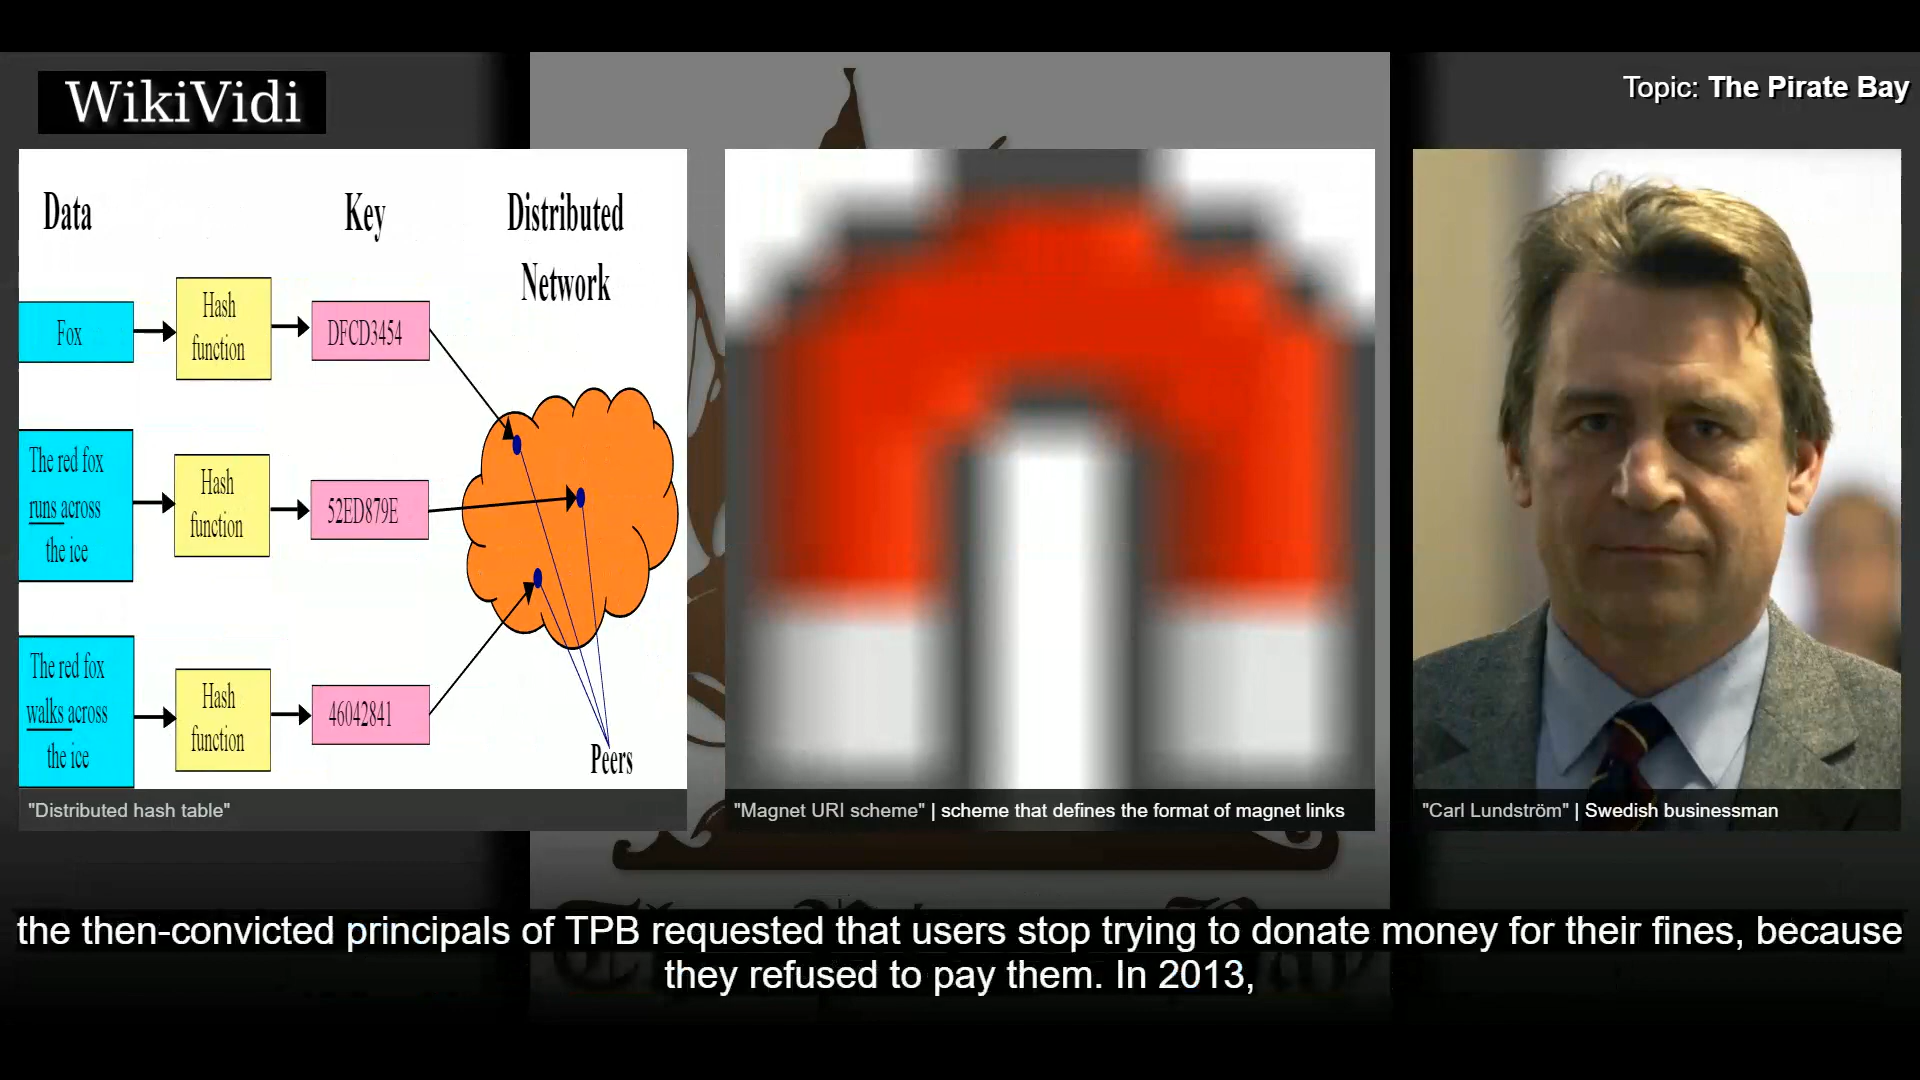 WikiVidi
Topic: The Pirate Bay
Data
Key
Distributed
Network
Fox
Hash
function
DFCD3454
The red fox
runs across
the ice
Hash
function
52ED879E
The red fox
walks across
the ice
Hash
function
46042841
Peers
"Distributed hash table"
"Magnet URI scheme" | scheme that defines the format of magnet links
"Carl Lundström" | Swedish businessman
the then-convicted principals of TPB requested that users stop trying to donate money for their fines, because
they refused to pay them. In 2013,